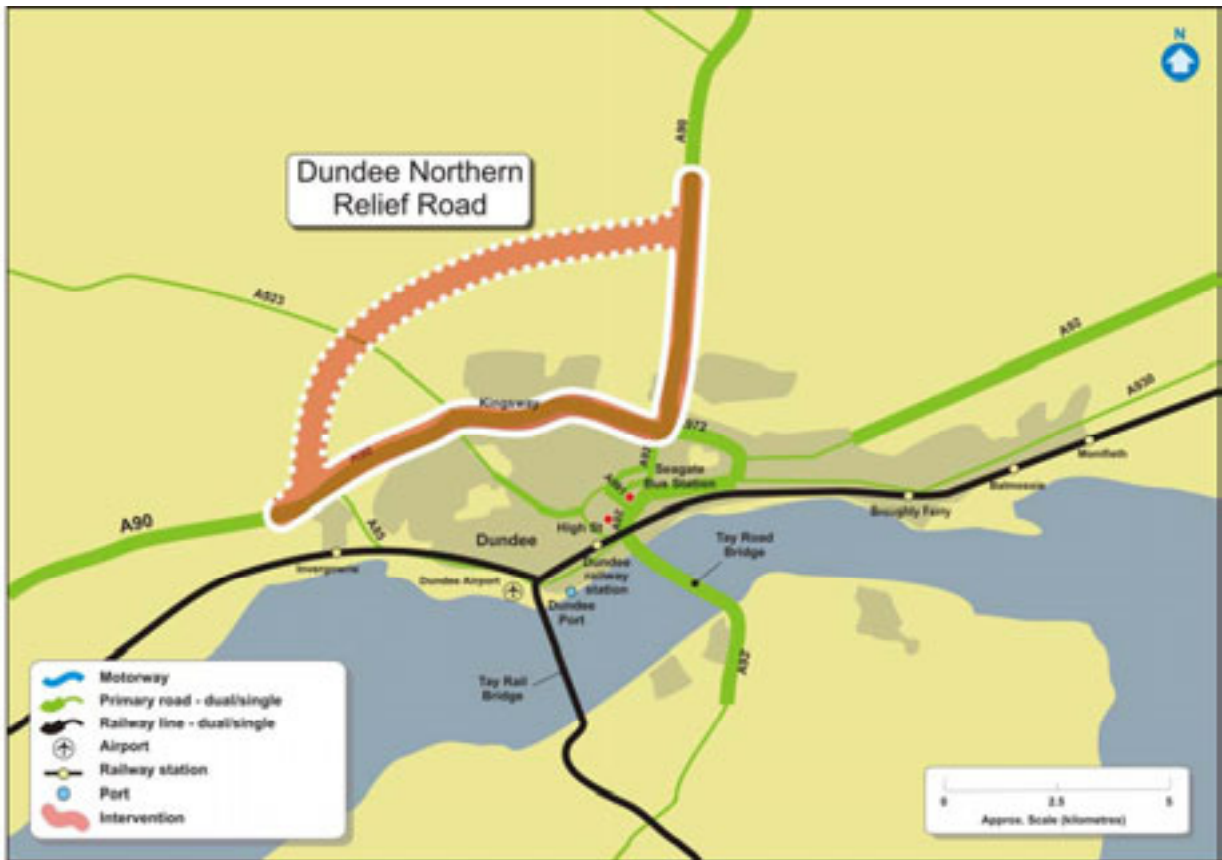 N
A90
Dundee Northern
Relief Road
A923
A92
A930
Kingsway
A90
A972
A92
Seagate
Bus Station
A991
Monifieth
Balmossie
Broughty Ferry
High St
A92
A90
A85
Dundee
Tay Road
Bridge
Invergowrie
Dundee Airport
Dundee
railway
station
Dundee
Port
A92
Tay Rail
Bridge
Motorway
Primary road - dual/single
Railway line - dual/single
Airport
Railway station
Port
Intervention
0 2.5 5
Approx. Scale (kilometres)